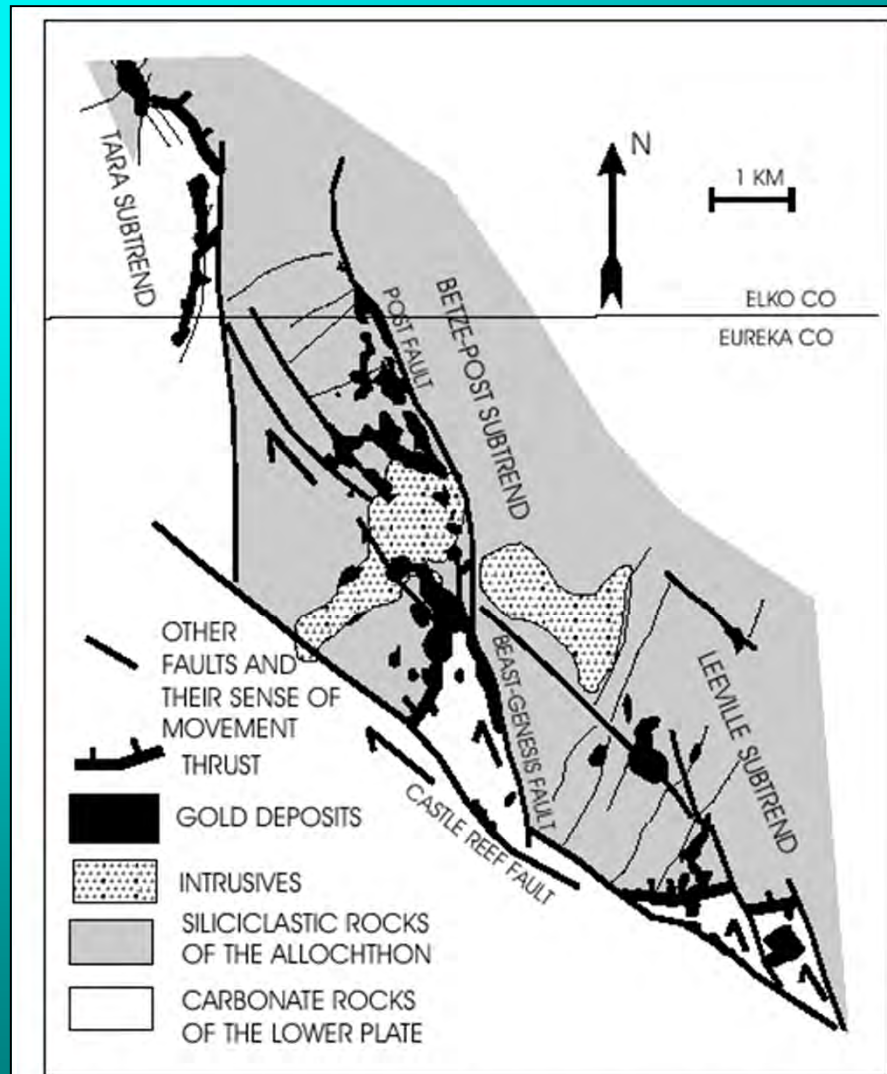 N
1 KM
TARA SUBTREND
ELKO CO
EUREKA CO
POST FAULT
BETZE-POST SUBTREND
BEAST-GENESIS FAULT
LEEVILLE SUBTREND
CASTLE REEF FAULT
OTHER
FAULTS AND
THEIR SENSE OF
MOVEMENT
THRUST
GOLD DEPOSITS
INTRUSIVES
SILICICLASTIC ROCKS
OF THE ALLOCHTHON
CARBONATE ROCKS
OF THE LOWER PLATE